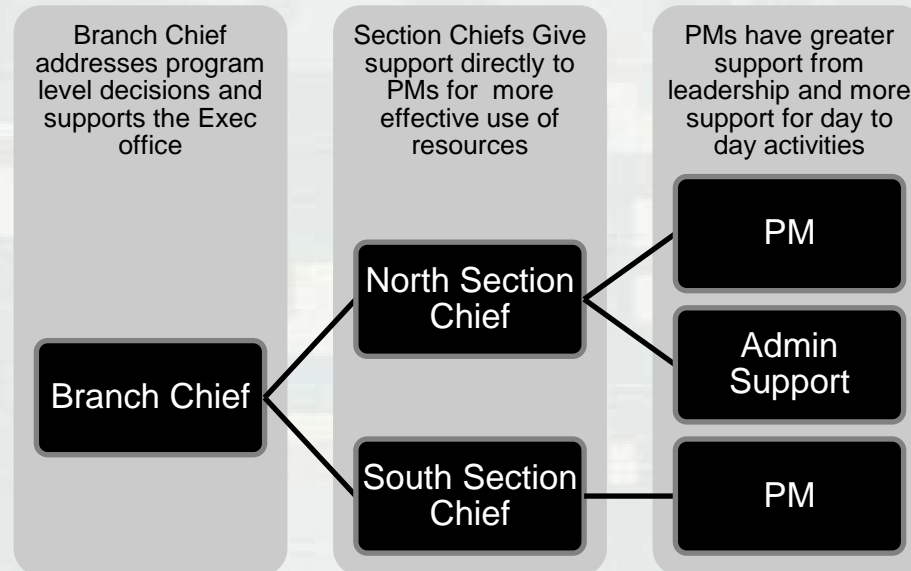 Branch Chief
addresses program
level decisions and
supports the Exec
office
Section Chiefs Give
support directly to
PMs for more
effective use of
resources
PMs have greater
support from
leadership and more
support for day to
day activities
Branch Chief
North Section
Chief
South Section
Chief
PM
Admin
Support
PM